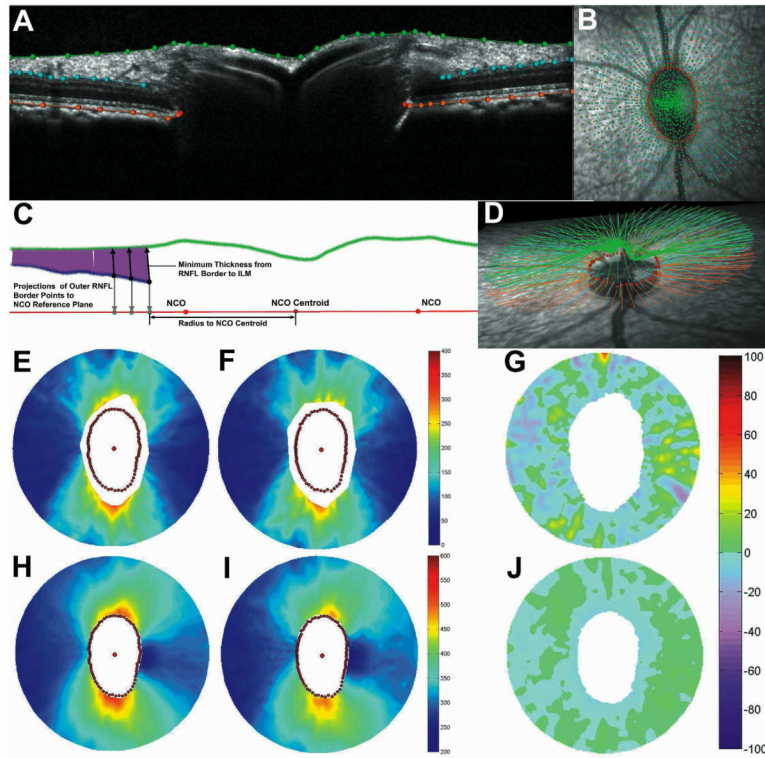 A
B
C
D
Minimum Thickness from
RNFL Border to ILM
Projections of Outer RNFL
Border Points to
NCO Reference Plane
NCO
NCO Centroid
NCO
Radius to NCO Centroid
E
F
G
400
350
300
250
200
150
100
50
0
100
80
60
40
20
0
-20
-40
-60
-80
-100
H
I
J
600
550
500
450
400
350
300
250
200